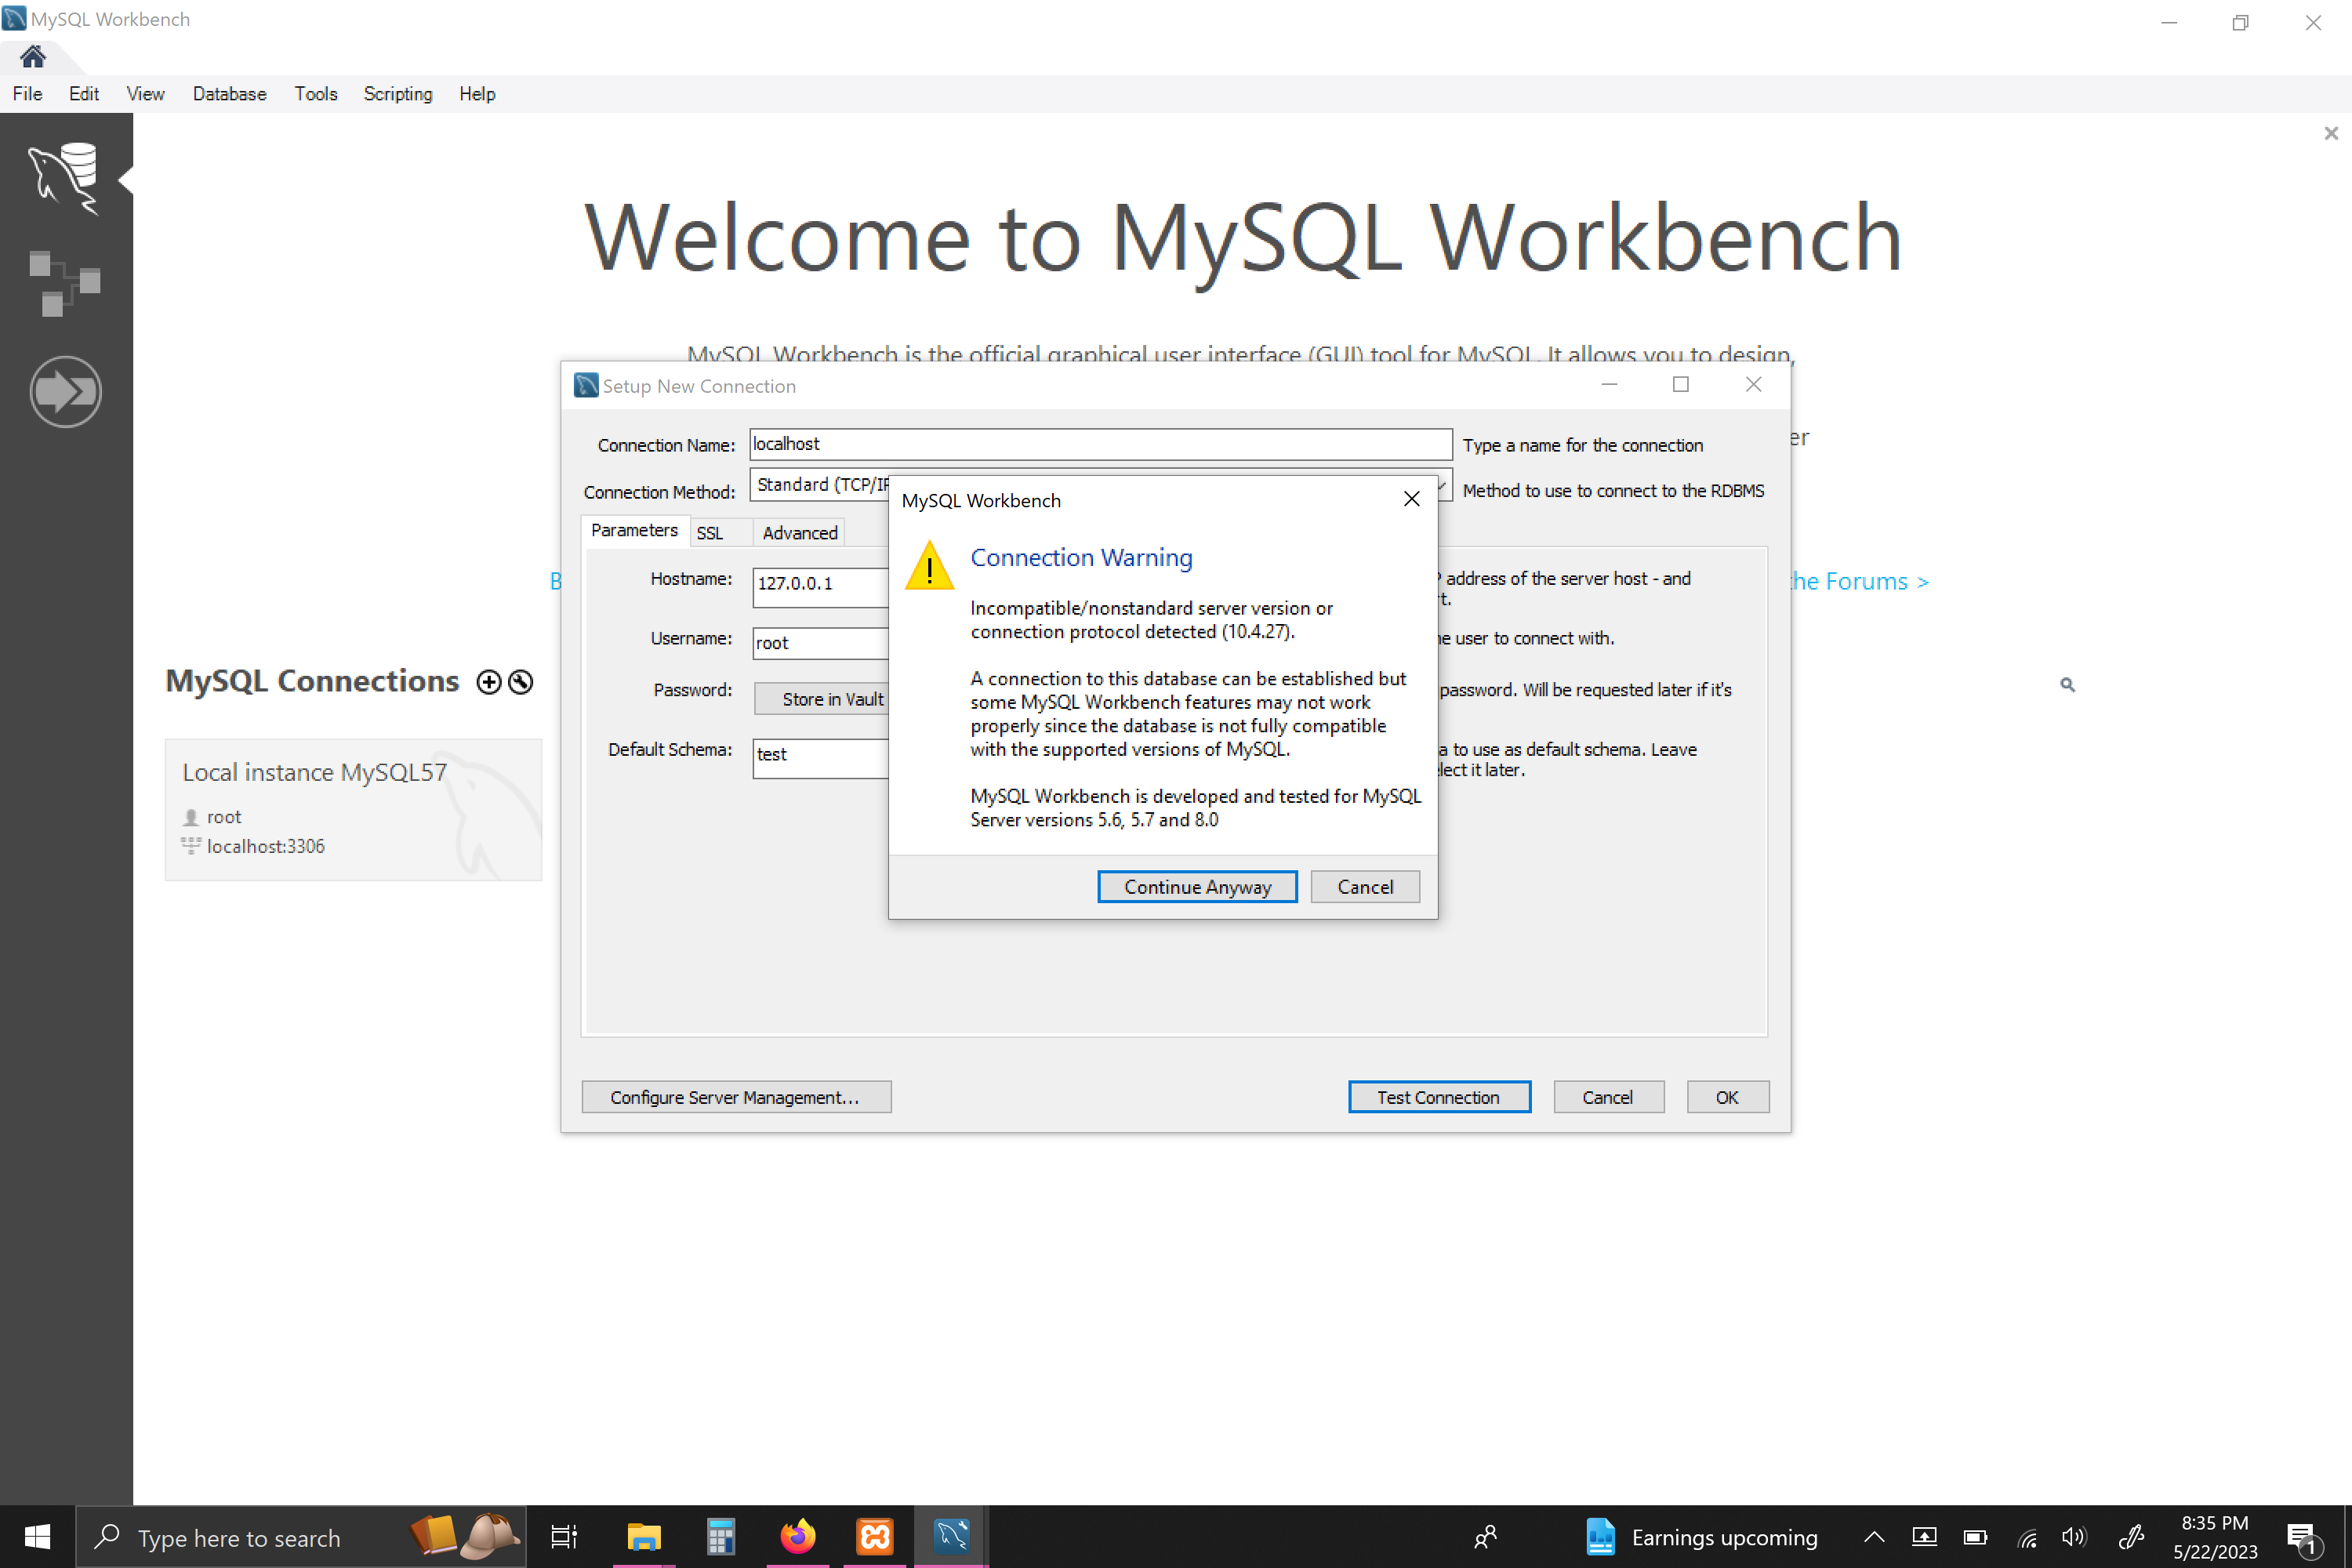 MySQL Workbench
File Edit View Database Tools Scripting Help
Welcome to MySQL Workbench
MySQL Workbench is the official graphical user interface (GUI) tool for MySQL. It allows you to design,
er
the Forums >
MySQL Connections
Local instance MySQL57
root
localhost:3306
Setup New Connection
Connection Name: localhost Type a name for the connection
Connection Method: Standard (TCP/IP Method to use to connect to the RDBMS
Parameters SSL Advanced
Hostname: 127.0.0.1 P address of the server host - and
t.
Username: root ne user to connect with.
Password: Store in Vault password. Will be requested later if it's
Default Schema: test a to use as default schema. Leave
lect it later.
MySQL Workbench
Connection Warning
Incompatible/nonstandard server version or
connection protocol detected (10.4.27).
A connection to this database can be established but
some MySQL Workbench features may not work
properly since the database is not fully compatible
with the supported versions of MySQL.
MySQL Workbench is developed and tested for MySQL
Server versions 5.6, 5.7 and 8.0
Continue Anyway Cancel
Configure Server Management... Test Connection Cancel OK
Type here to search
Earnings upcoming
8:35 PM
5/22/2023
1